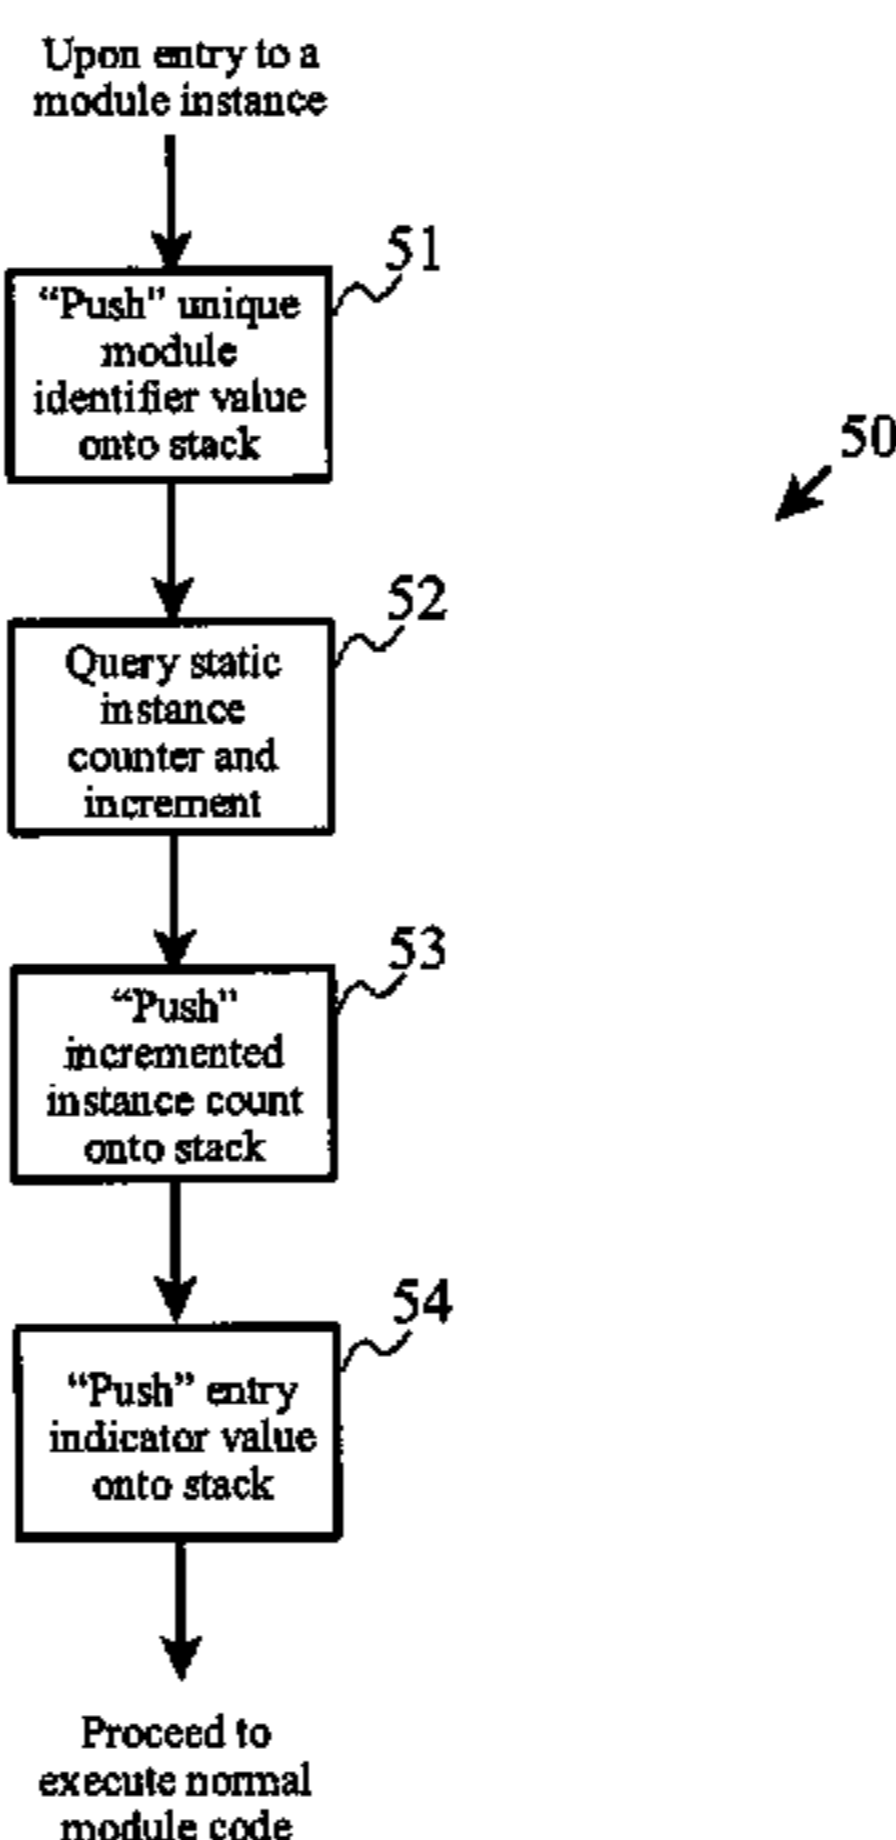 Upon entry to a
module instance
51
“Push” unique
module
identifier value
onto stack
50
52
Query static
instance
counter and
increment
53
“Push”
incremented
instance count
onto stack
54
“Push” entry
indicator value
onto stack
Proceed to
execute normal
module code